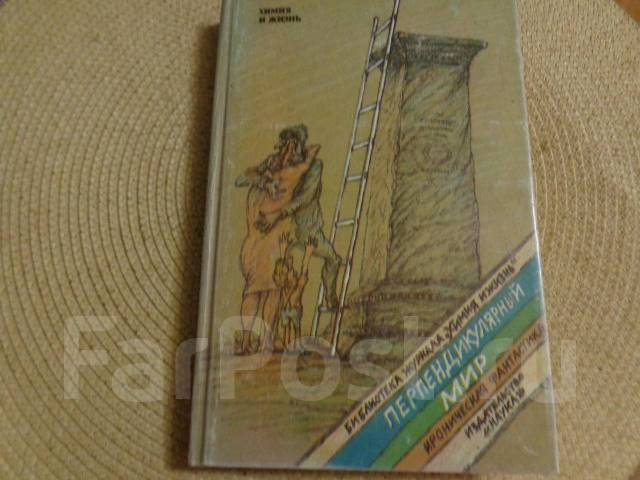 ХИМИЯ
И ЖИЗНЬ
БИБЛИОТЕКА ЖУРНАЛА „ХИМИЯ И ЖИЗНЬ"
ПЕРПЕНДИКУЛЯРНЫЙ
МИР
ИРОНИЧЕСКАЯ ФАНТАСТИКА
ИЗДАТЕЛЬСТВО
«НАУКА»
FarPost.ru